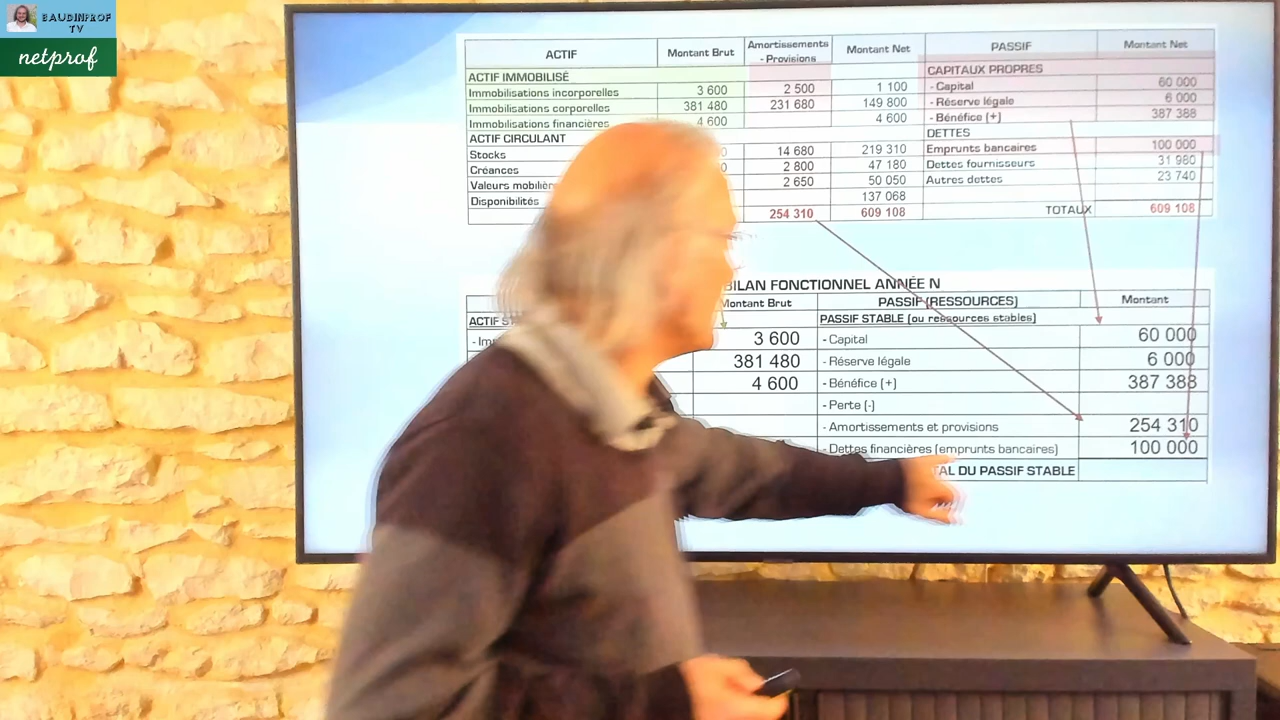 BAUDINPROF
TV
netprof
ACTIF Montant Brut Amortissements - Provisions Montant Net PASSIF Montant Net
ACTIF IMMOBILISÉ CAPITAUX PROPRES
Immobilisations incorporelles 3 600 2 500 1 100 - Capital 60 000
Immobilisations corporelles 381 480 231 680 149 800 - Réserve légale 6 000
Immobilisations financières 4 600 4 600 - Bénéfice (+) 387 388
ACTIF CIRCULANT DETTES
Stocks 14 680 219 310 Emprunts bancaires 100 000
Créances 2 800 47 180 Dettes fournisseurs 31 980
Valeurs 2 650 50 050 Autres dettes 23 740
Disponibilités 137 068
254 310 609 108 TOTAUX 609 108
BILAN FONCTIONNEL ANNÉE N
Montant Brut PASSIF (RESSOURCES) Montant
PASSIF STABLE (ou ressources stables)
3 600 - Capital 60 000
381 480 - Réserve légale 6 000
4 600 - Bénéfice (+) 387 388
- Perte (-)
- Amortissements et provisions 254 310
- Dettes financières (emprunts bancaires) 100 000
DU PASSIF STABLE